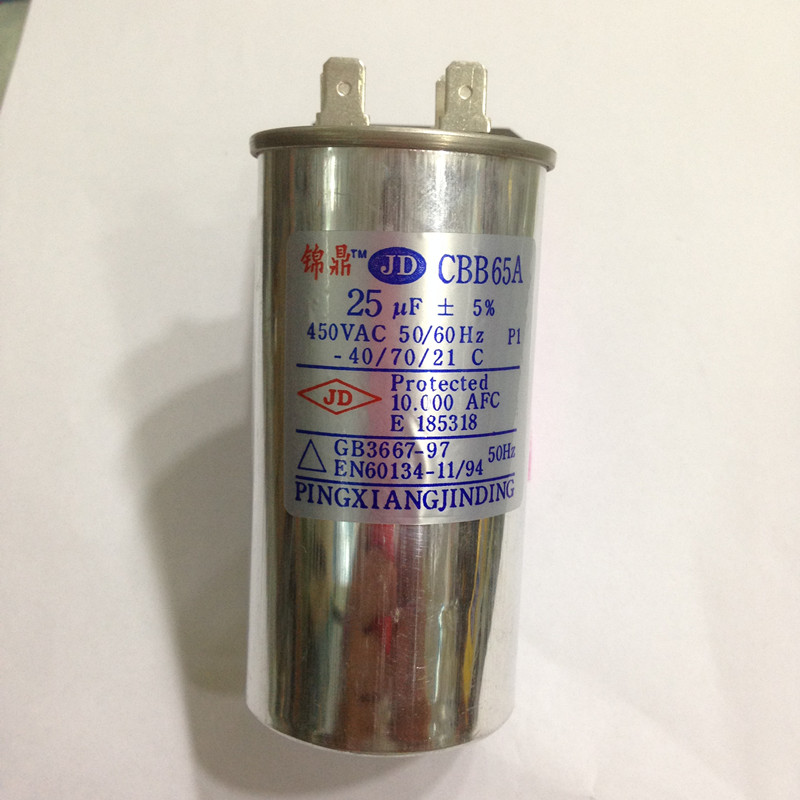 锦鼎™ JD CBB65A
25 µF ± 5%
450VAC 50/60Hz P1
-40/70/21 C
JD
Protected
10.000 AFC
E 185318
GB3667-97 50Hz
EN60134-11/94
PINGXIANGJINDING